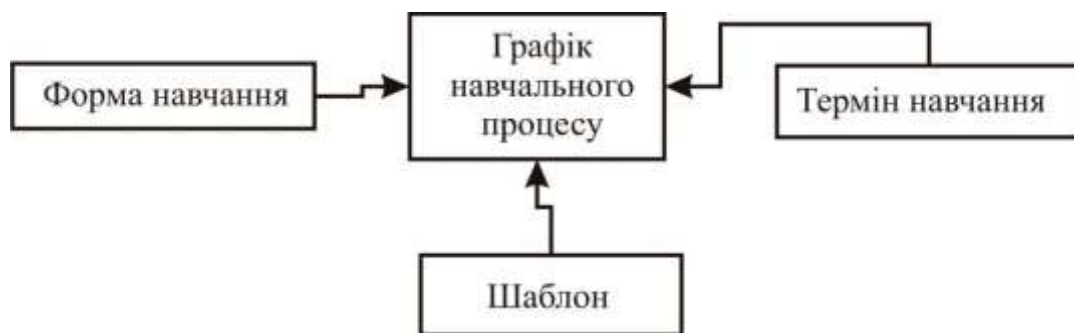 Графік
навчального
процесу
Форма навчання
Термін навчання
Шаблон